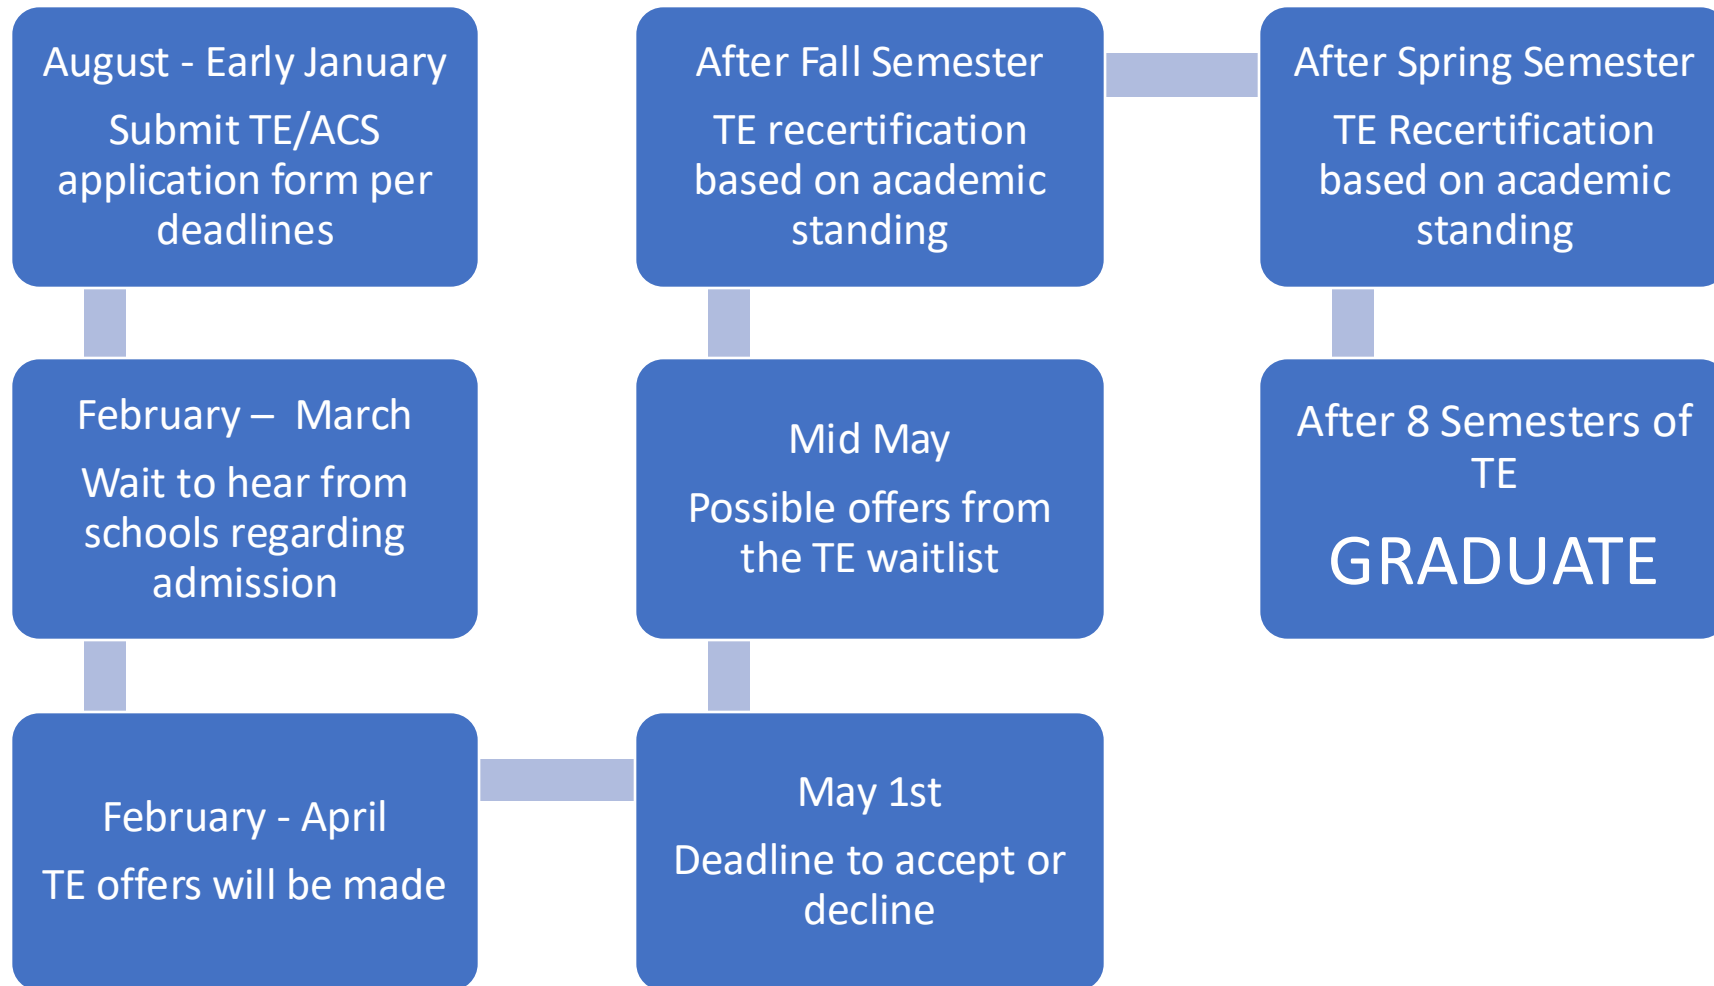 August - Early January
Submit TE/ACS
application form per
deadlines
February – March
Wait to hear from
schools regarding
admission
February - April
TE offers will be made
May 1st
Deadline to accept or
decline
Mid May
Possible offers from
the TE waitlist
After Fall Semester
TE recertification
based on academic
standing
After Spring Semester
TE Recertification
based on academic
standing
After 8 Semesters of
TE
GRADUATE